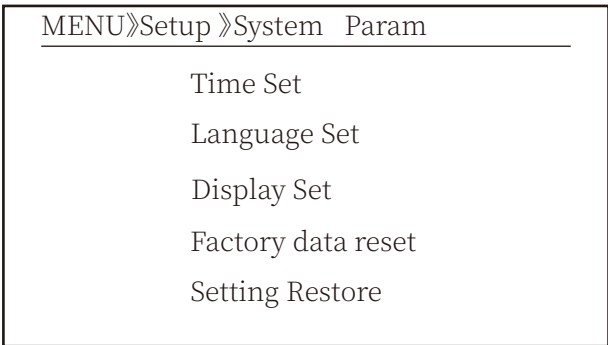 MENU》Setup 》System Param
Time Set
Language Set
Display Set
Factory data reset
Setting Restore